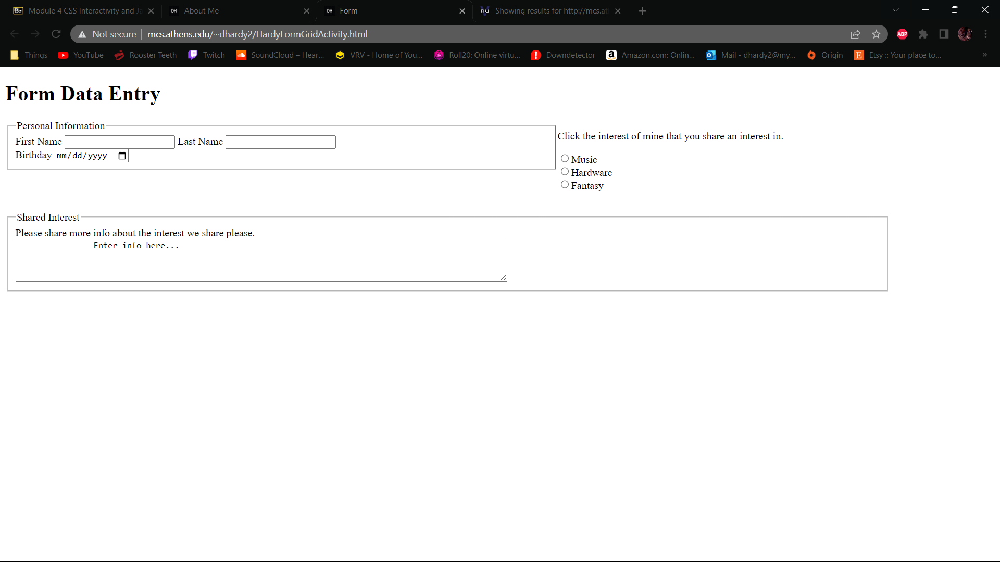 Bb Module 4 CSS Interactivity and Ja
DH About Me
DH Form
nu Showing results for http://mcs.at
Not secure mcs.athens.edu/~dhardy2/HardyFormGridActivity.html
ABP
Things YouTube Rooster Teeth Twitch SoundCloud – Hear... VRV - Home of You... Roll20: Online virtu... Downdetector a Amazon.com: Onlin... Mail - dhardy2@my... Origin E Etsy :: Your place to... »
Form Data Entry
Personal Information
First Name Last Name
Birthday mm/dd/yyyy
Click the interest of mine that you share an interest in.
Music
Hardware
Fantasy
Shared Interest
Please share more info about the interest we share please.
Enter info here...